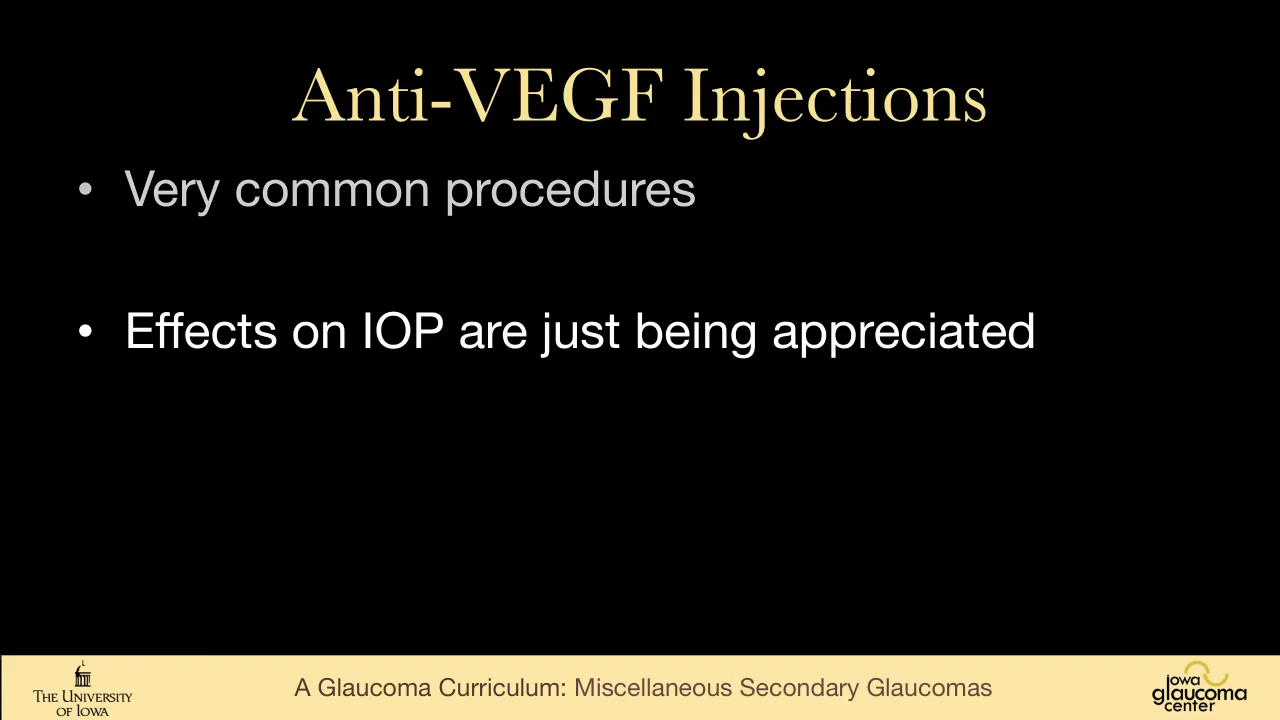 Anti-VEGF Injections
• Very common procedures
• Effects on IOP are just being appreciated
THE UNIVERSITY
OF IOWA
A Glaucoma Curriculum: Miscellaneous Secondary Glaucomas
iowa
glaucoma
center